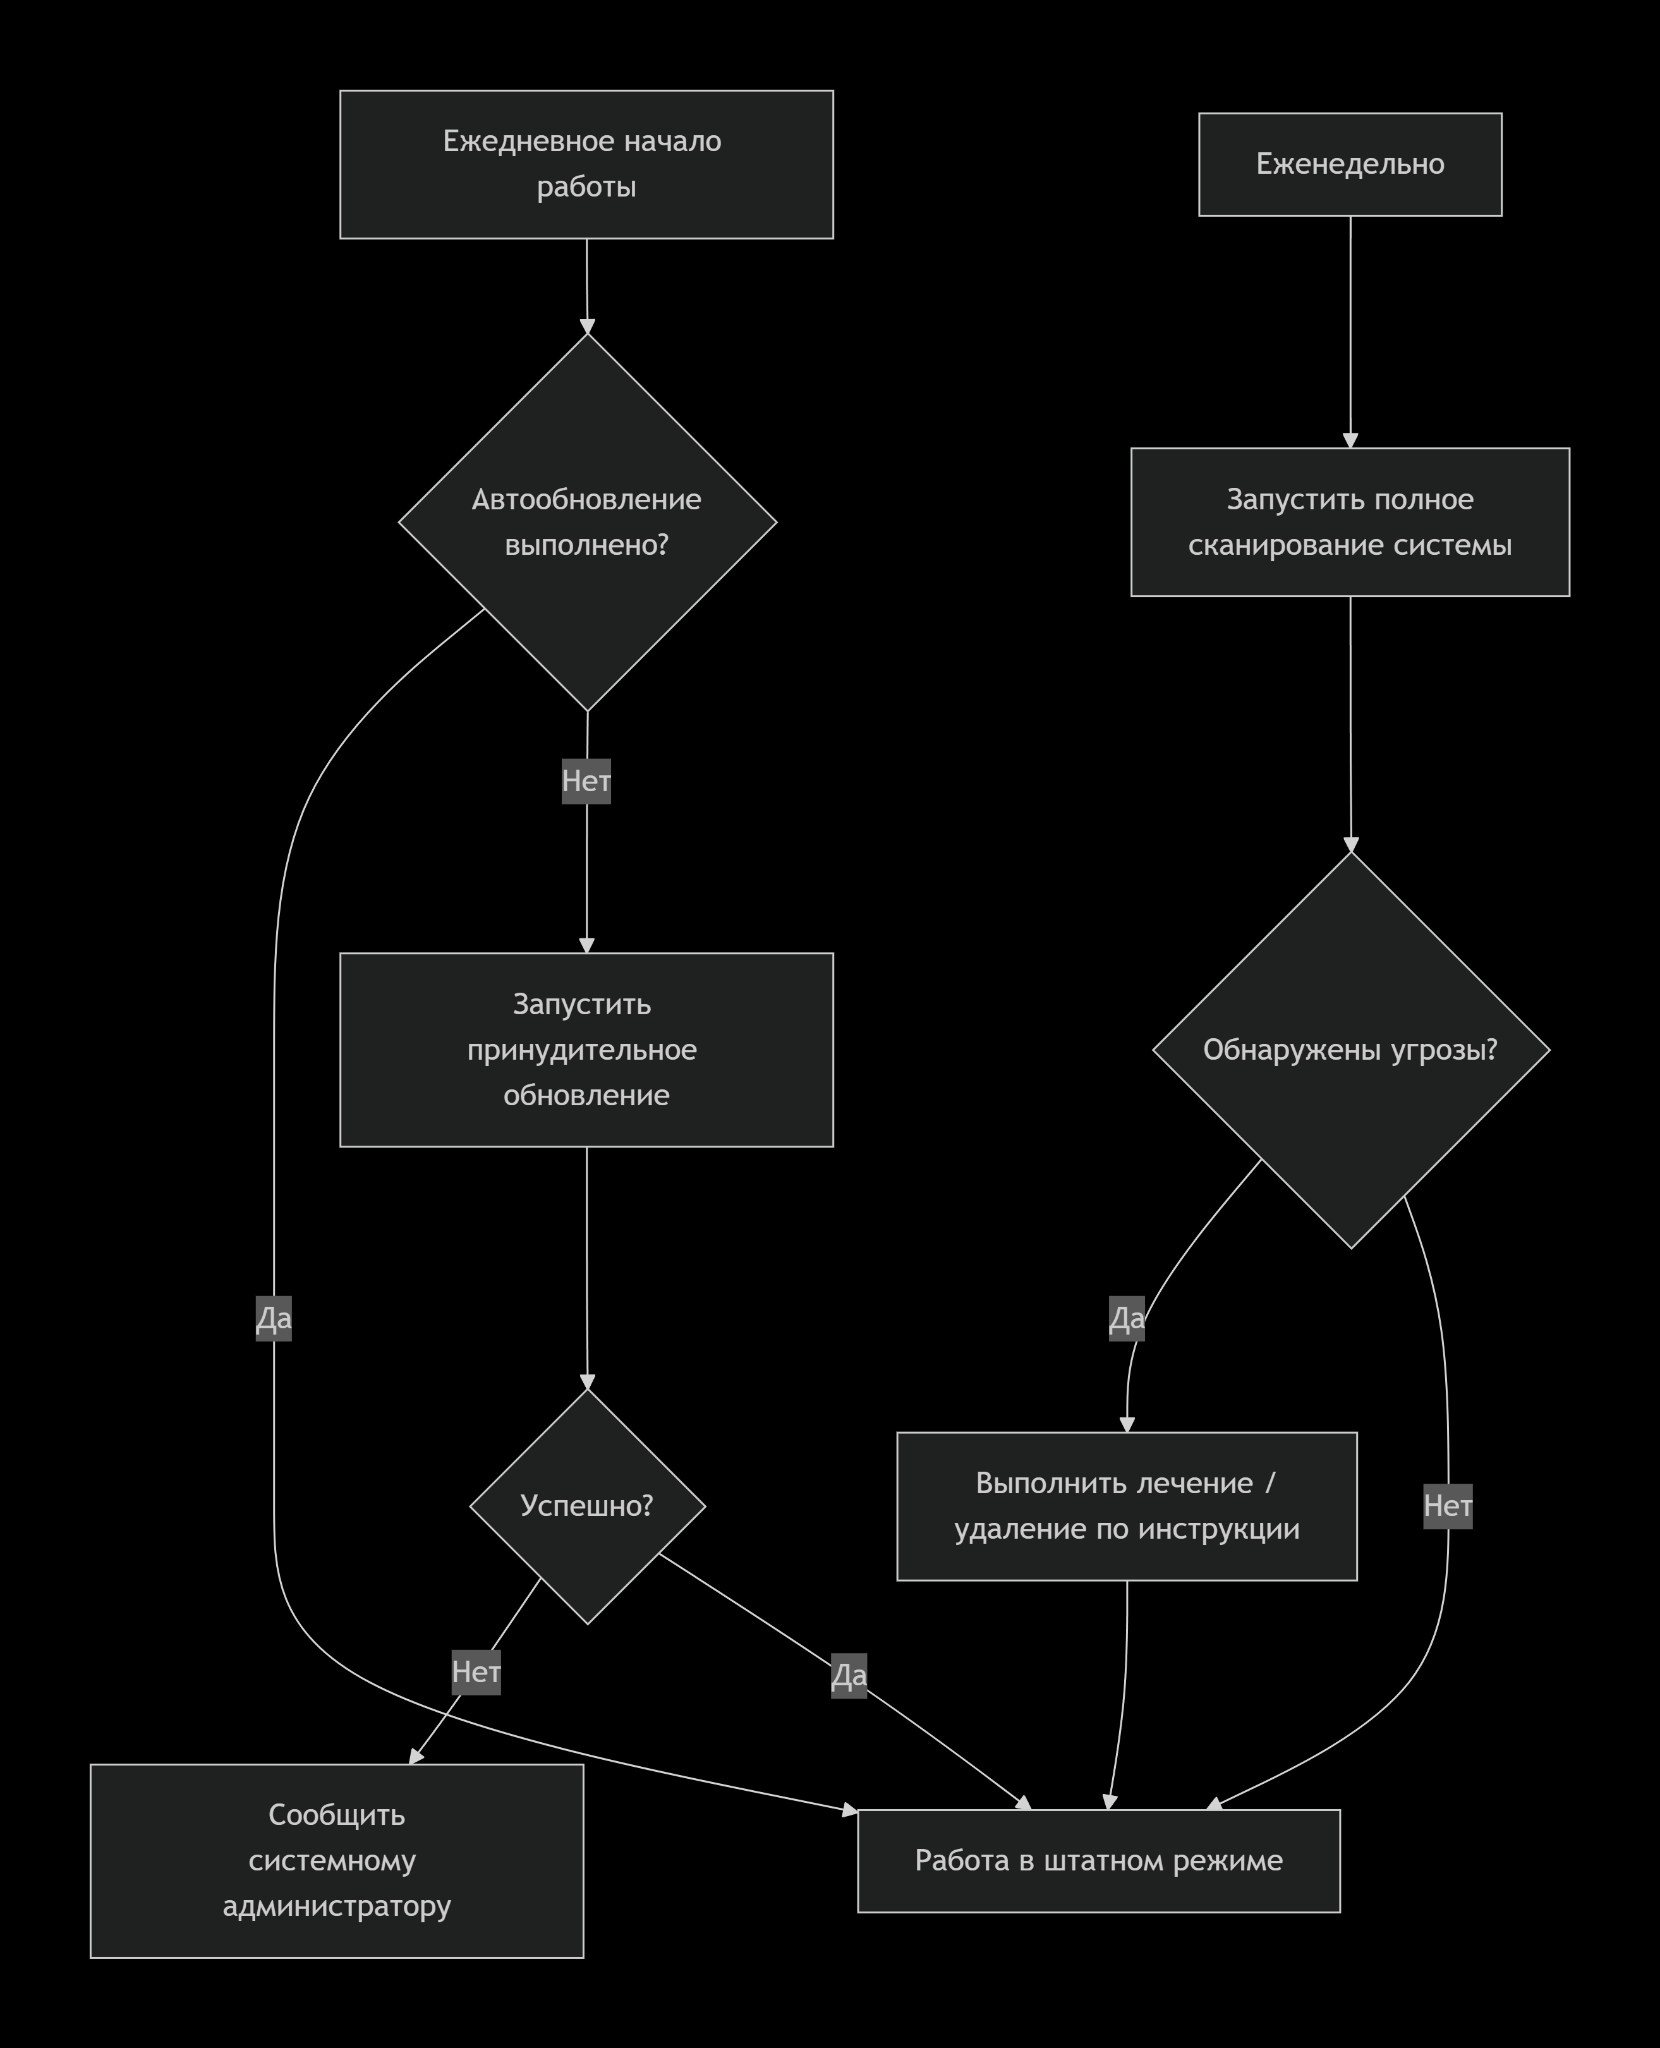 Ежедневное начало
работы
Еженедельно
Автообновление
выполнено?
Запустить полное
сканирование системы
Нет
Запустить
принудительное
обновление
Обнаружены угрозы?
Да
Да
Успешно?
Выполнить лечение /
удаление по инструкции
Нет
Нет
Да
Сообщить
системному
администратору
Работа в штатном режиме